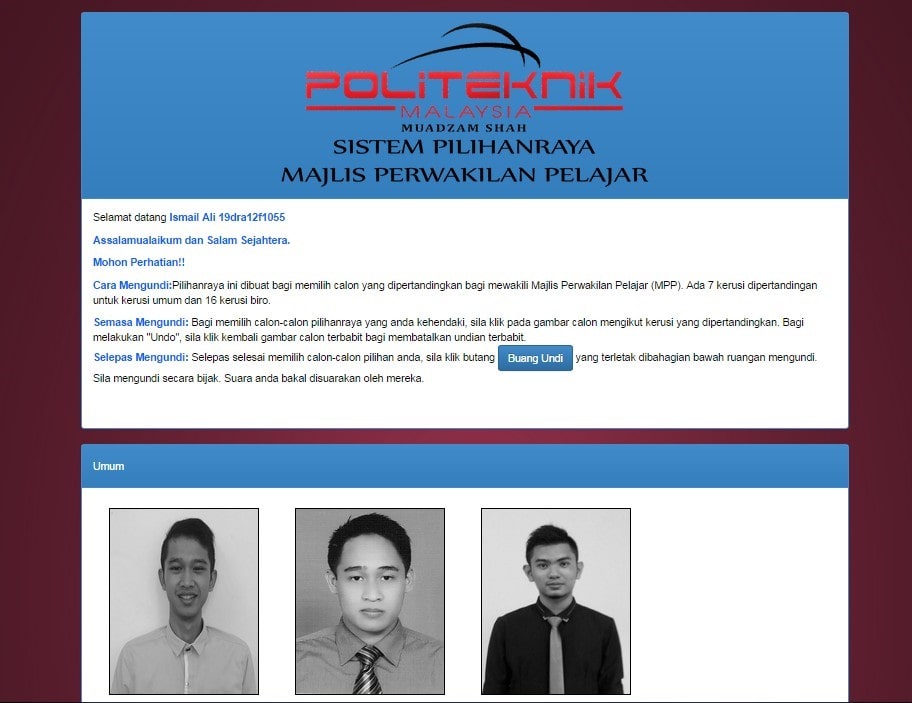 POLITEKNIK
MALAYSIA
MUADZAM SHAH
SISTEM PILIHANRAYA
MAJLIS PERWAKILAN PELAJAR
Selamat datang Ismail Ali 19dra12f1055
Assalamualaikum dan Salam Sejahtera.
Mohon Perhatian!!
Cara Mengundi:Pilihanraya ini dibuat bagi memilih calon yang dipertandingkan bagi mewakili Majlis Perwakilan Pelajar (MPP). Ada 7 kerusi dipertandingan
untuk kerusi umum dan 16 kerusi biro.
Semasa Mengundi: Bagi memilih calon-calon pilihanraya yang anda kehendaki, sila klik pada gambar calon mengikut kerusi yang dipertandingkan. Bagi
melakukan "Undo", sila klik kembali gambar calon terbabit bagi membatalkan undian terbabit.
Selepas Mengundi: Selepas selesai memilih calon-calon pilihan anda, sila klik butang Buang Undi yang terletak dibahagian bawah ruangan mengundi.
Sila mengundi secara bijak. Suara anda bakal disuarakan oleh mereka.
Umum